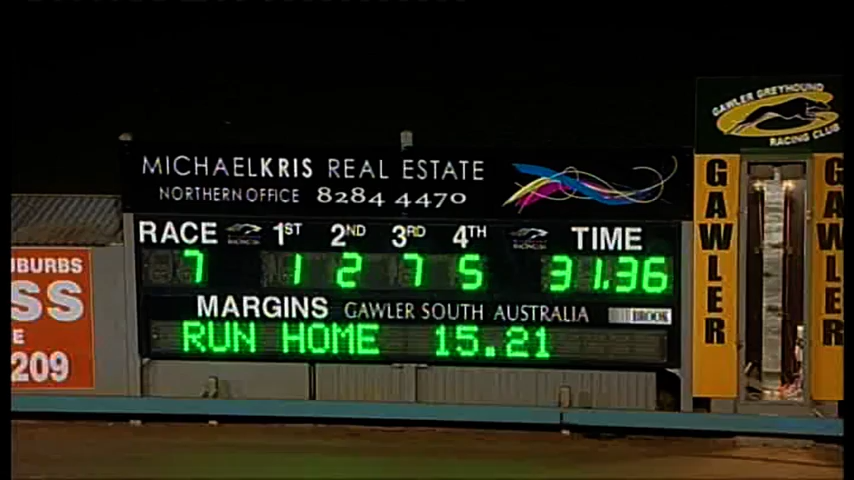 GAWLER GREYHOUND
RACING CLUB
MICHAELKRIS REAL ESTATE
NORTHERN OFFICE 8284 4470
RACE 1ST 2ND 3RD 4TH TIME
7 1 2 7 5 31.36
MARGINS GAWLER SOUTH AUSTRALIA
RUN HOME 15.21
UBURBS
SS
E
209
GAWLER
GAWLER